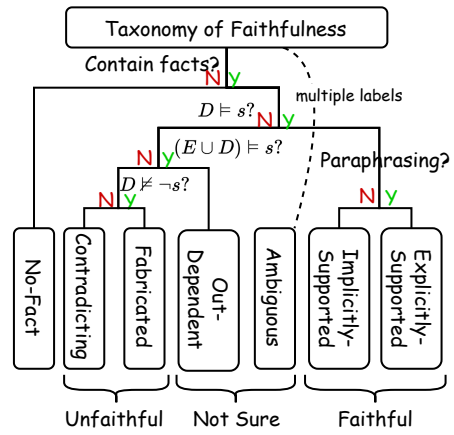 Taxonomy of Faithfulness
Contain facts?
N y
D ⊨ s?
N y
multiple labels
(E ∪ D) ⊨ s?
N y
Paraphrasing?
D ⊭ ¬s?
N y
N y
No-Fact
Contradicting
Fabricated
Out-
Dependent
Ambiguous
Implicitly-
Supported
Explicitly-
Supported
Unfaithful
Not Sure
Faithful